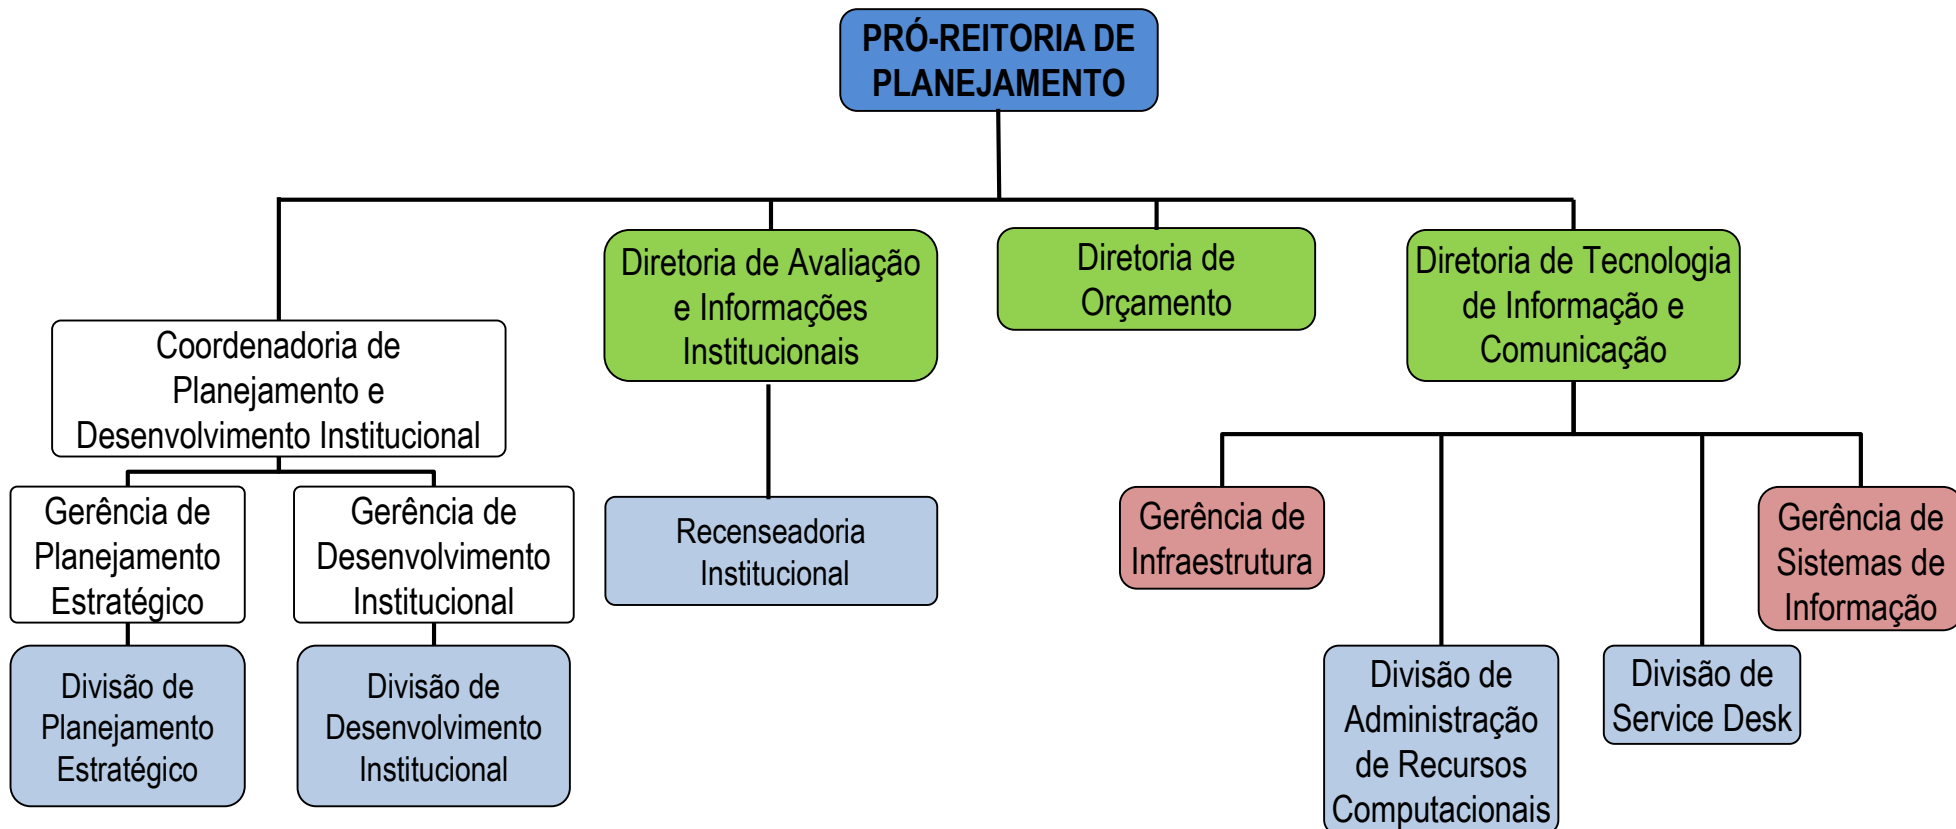 PRÓ-REITORIA DE
PLANEJAMENTO
Coordenadoria de
Planejamento e
Desenvolvimento Institucional
Diretoria de Avaliação
e Informações
Institucionais
Diretoria de
Orçamento
Diretoria de Tecnologia
de Informação e
Comunicação
Gerência de
Planejamento
Estratégico
Gerência de
Desenvolvimento
Institucional
Recenseadoria
Institucional
Gerência de
Infraestrutura
Gerência de
Sistemas de
Informação
Divisão de
Planejamento
Estratégico
Divisão de
Desenvolvimento
Institucional
Divisão de
Administração
de Recursos
Computacionais
Divisão de
Service Desk